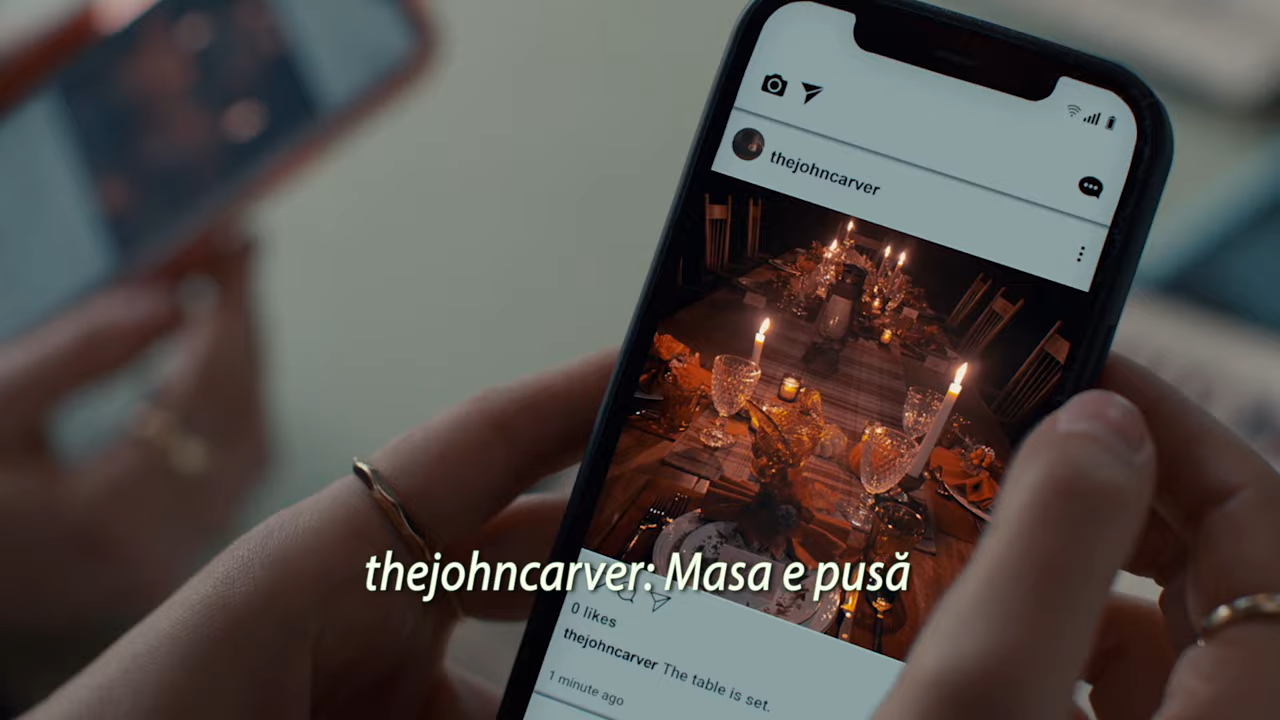 thejohncarver
thejohncarver: Masa e pusă
0 likes
thejohncarver The table is set.
1 minute ago